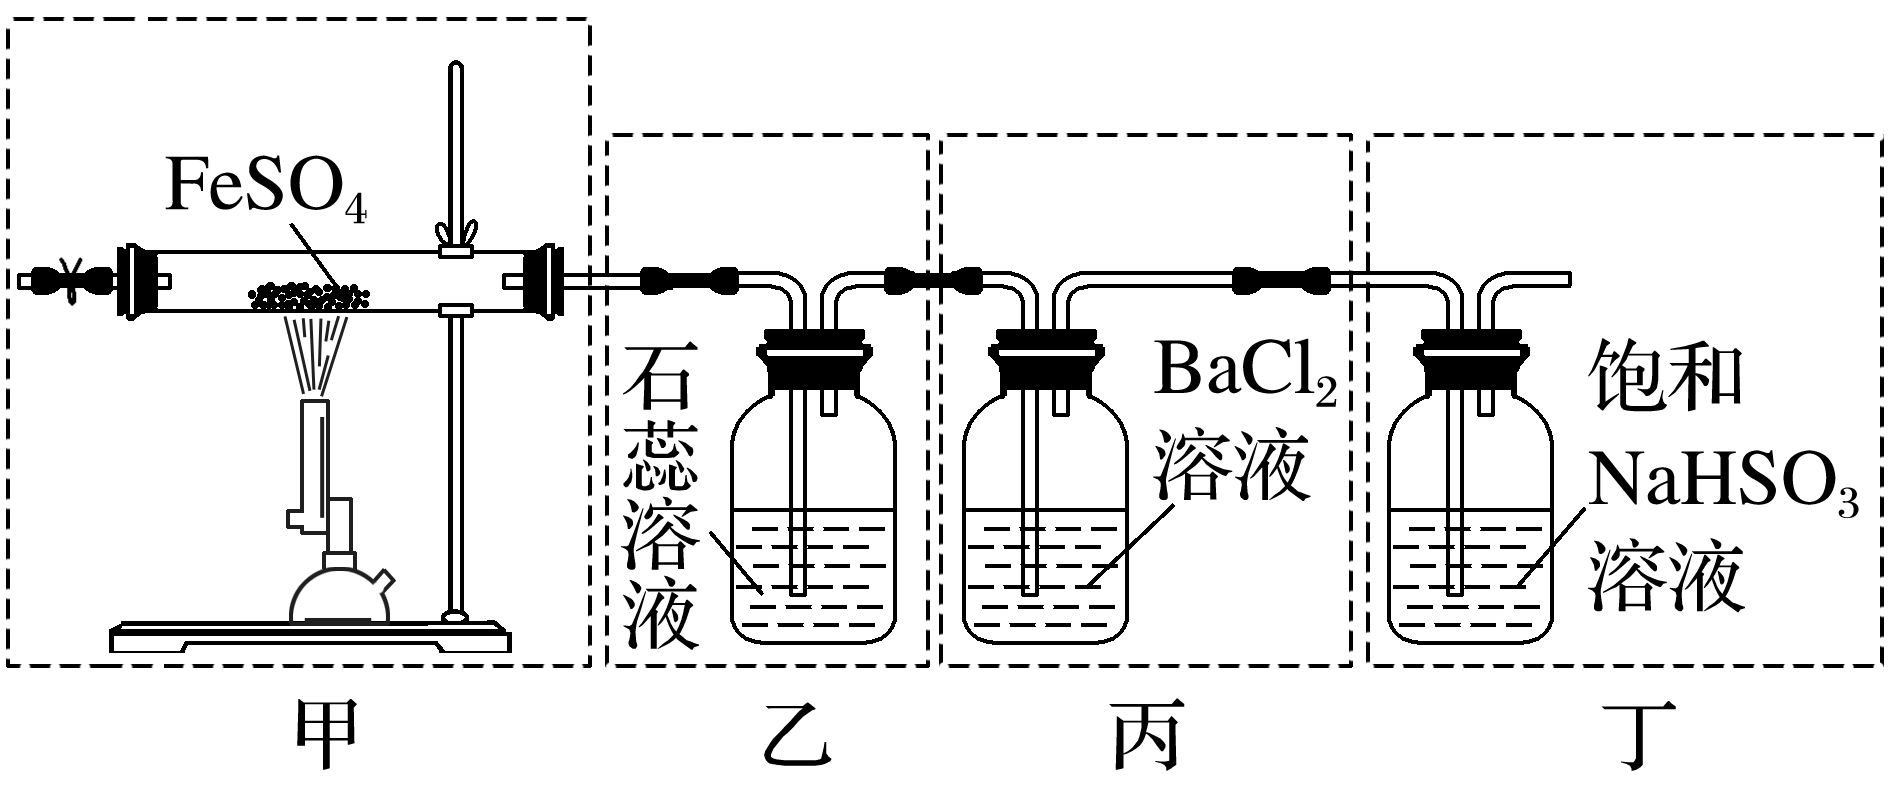 FeSO₄
石
蕊
溶
液
BaCl₂
溶液
饱和
NaHSO₃
溶液
甲
乙
丙
丁